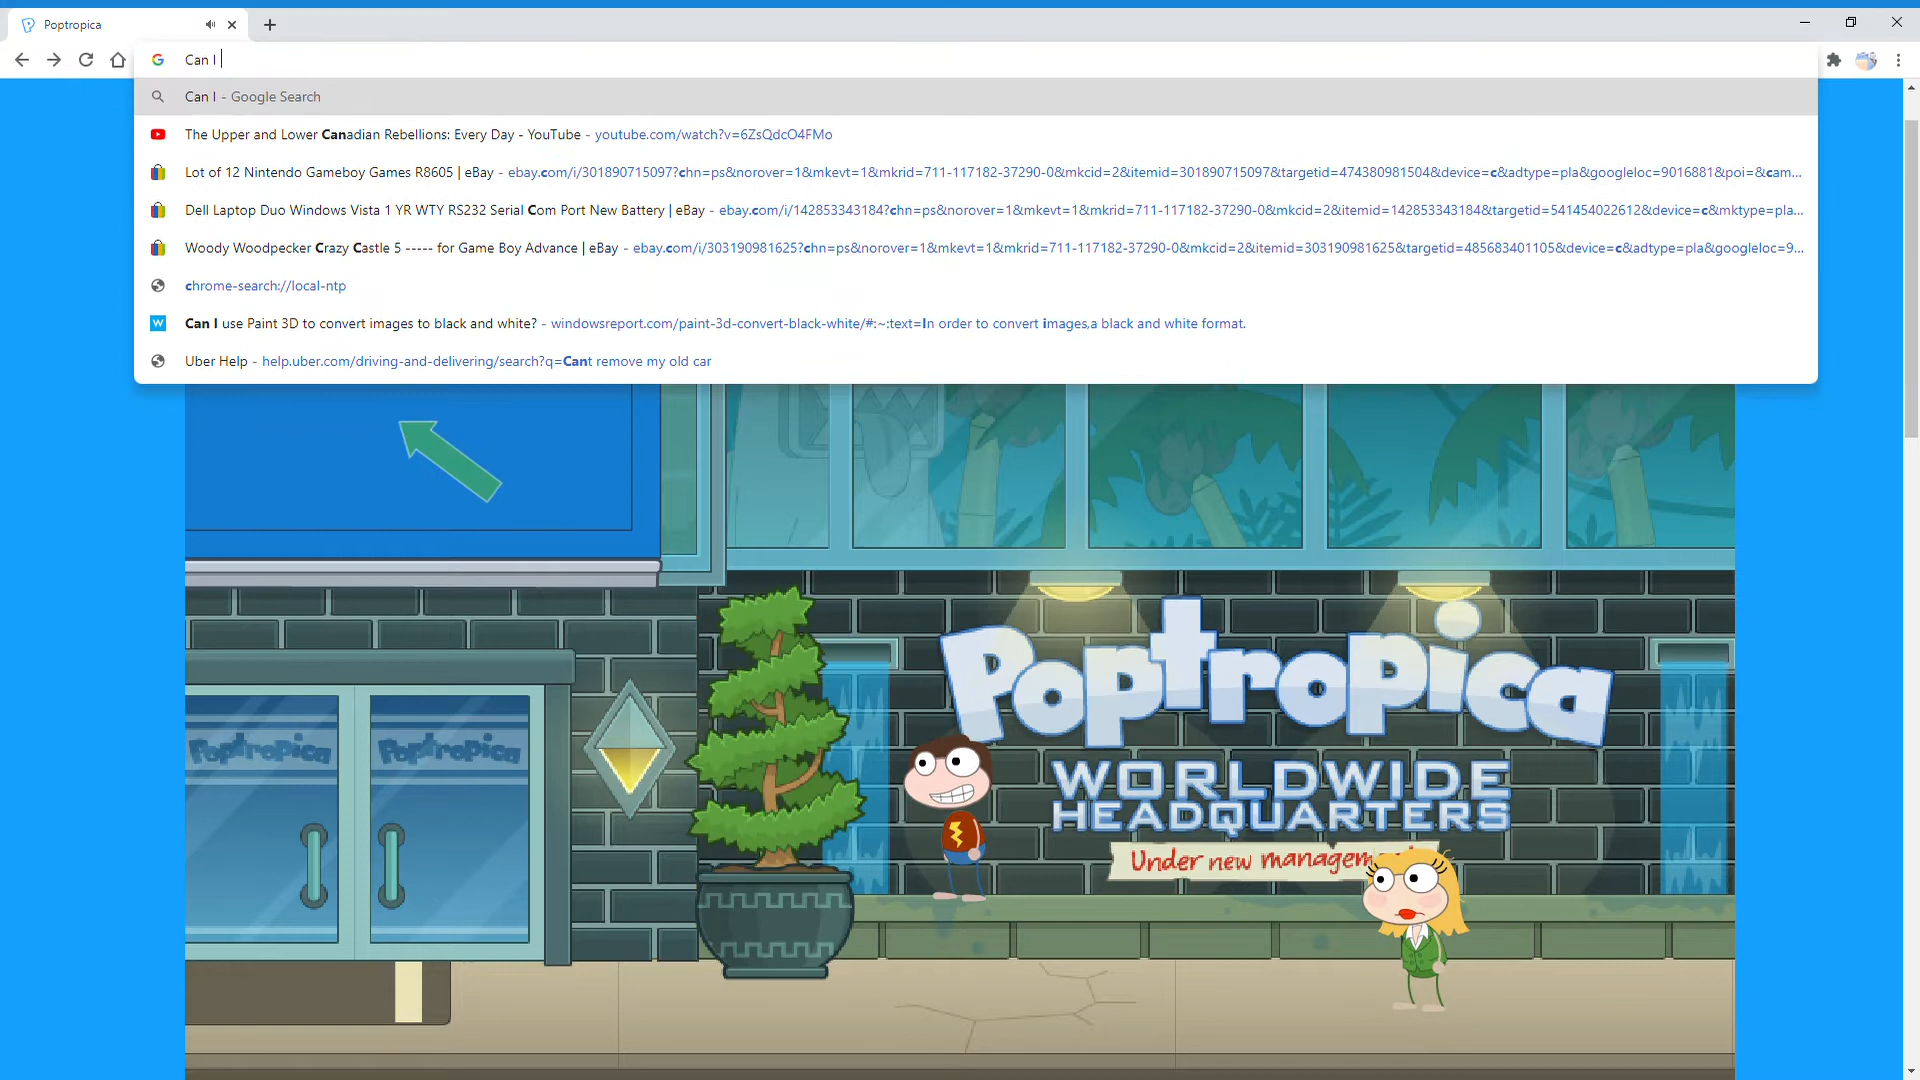 Poptropica
Can I
Can I - Google Search
The Upper and Lower Canadian Rebellions: Every Day - YouTube - youtube.com/watch?v=6ZsQdcO4FMo
Lot of 12 Nintendo Gameboy Games R8605 | eBay - ebay.com/i/301890715097?chn=ps&norover=1&mkevt=1&mkrid=711-117182-37290-0&mkcid=2&itemid=301890715097&targetid=474380981504&device=c&adtype=pla&googleloc=9016881&poi=&cam...
Dell Laptop Duo Windows Vista 1 YR WTY RS232 Serial Com Port New Battery | eBay - ebay.com/i/142853343184?chn=ps&norover=1&mkevt=1&mkrid=711-117182-37290-0&mkcid=2&itemid=142853343184&targetid=541454022612&device=c&mktype=pla...
Woody Woodpecker Crazy Castle 5 ----- for Game Boy Advance | eBay - ebay.com/i/303190981625?chn=ps&norover=1&mkevt=1&mkrid=711-117182-37290-0&mkcid=2&itemid=303190981625&targetid=485683401105&device=c&adtype=pla&googleloc=9...
chrome-search://local-ntp
Can I use Paint 3D to convert images to black and white? - windowsreport.com/paint-3d-convert-black-white/#:~:text=In order to convert images,a black and white format.
Uber Help - help.uber.com/driving-and-delivering/search?q=Cant remove my old car
Poptropica
WORLDWIDE
HEADQUARTERS
Under new
Poptropica
Poptropica